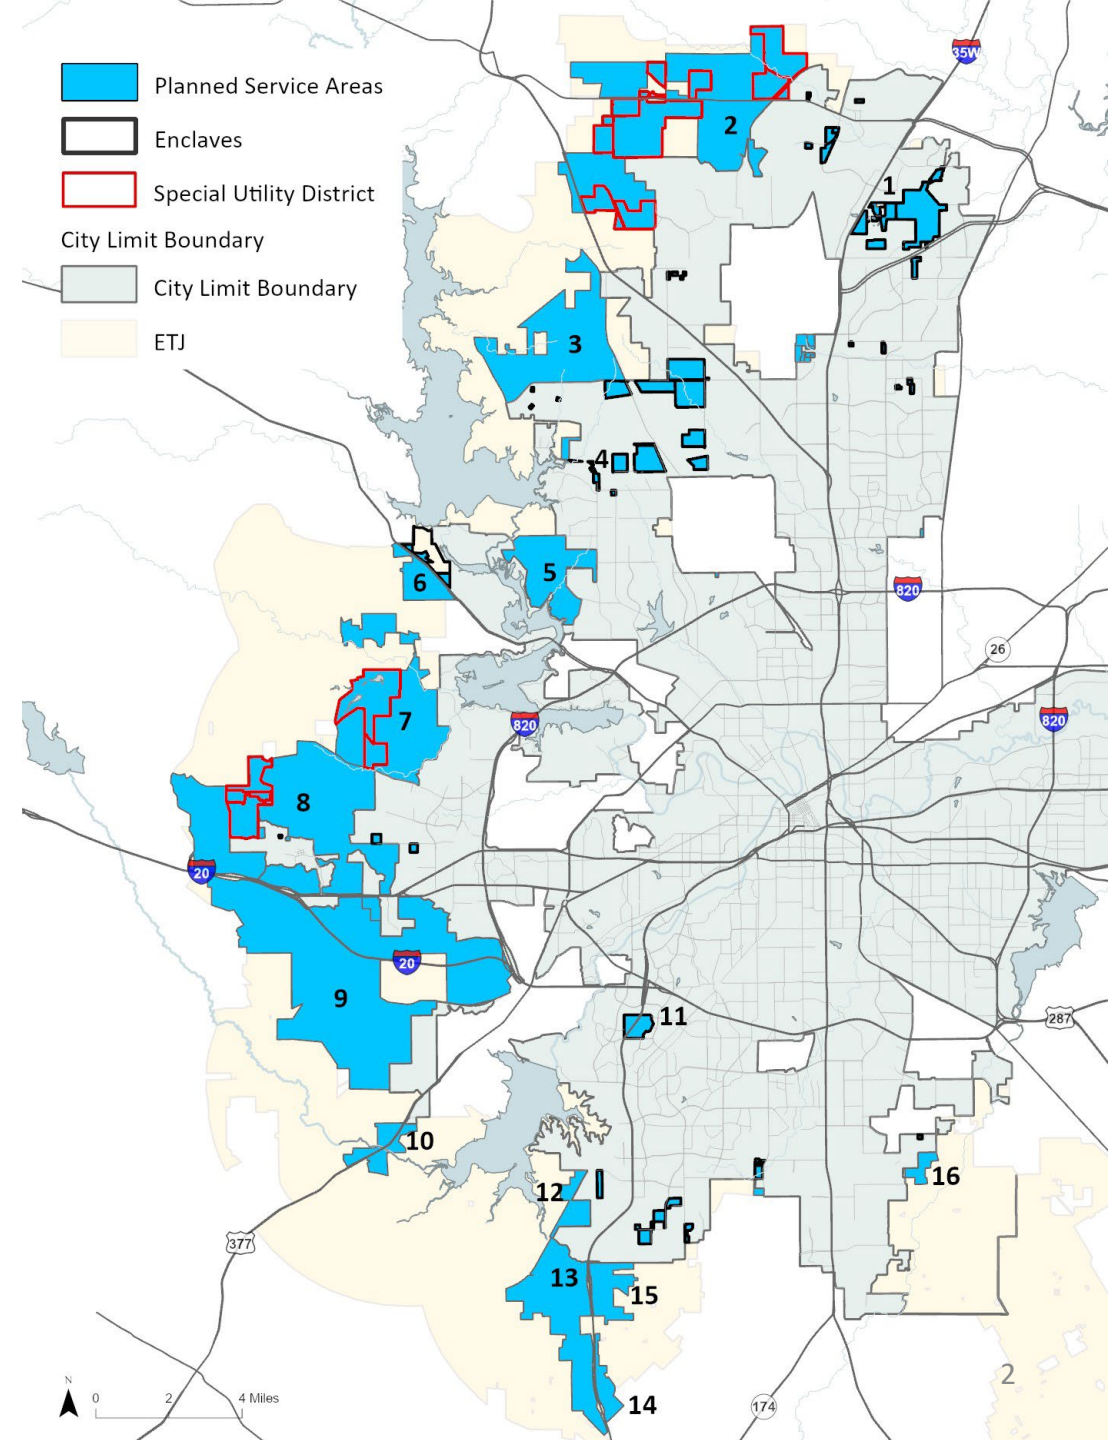 Planned Service Areas
Enclaves
Special Utility District
City Limit Boundary
City Limit Boundary
ETJ
35W
2
1
3
4
5
6
820
26
7
820
820
8
20
20
9
11
287
10
12
16
377
13
15
2
14
174
N
0 2 4 Miles